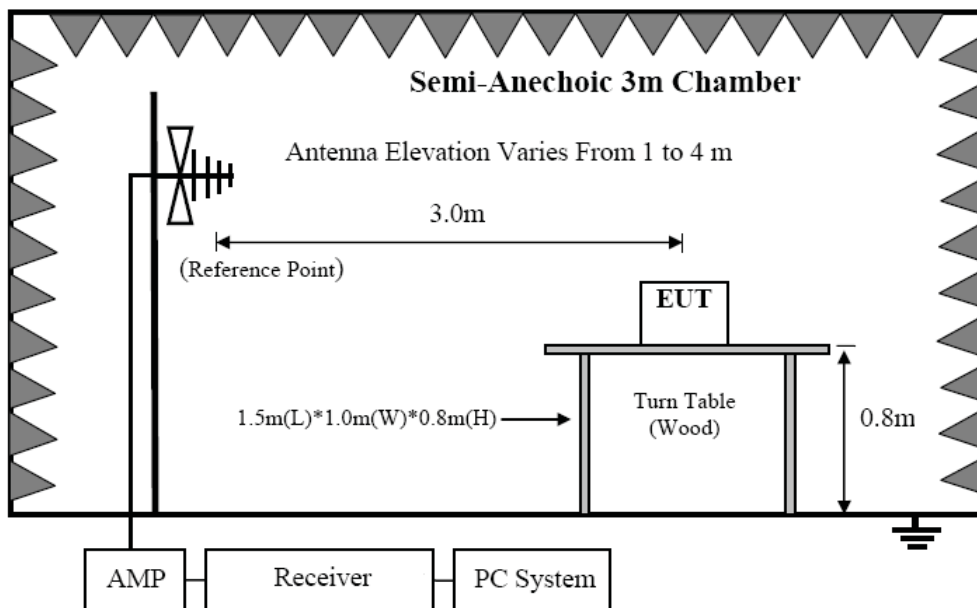 Semi-Anechoic 3m Chamber
Antenna Elevation Varies From 1 to 4 m
3.0m
(Reference Point)
EUT
1.5m(L)*1.0m(W)*0.8m(H)
Turn Table
(Wood)
0.8m
AMP
Receiver
PC System